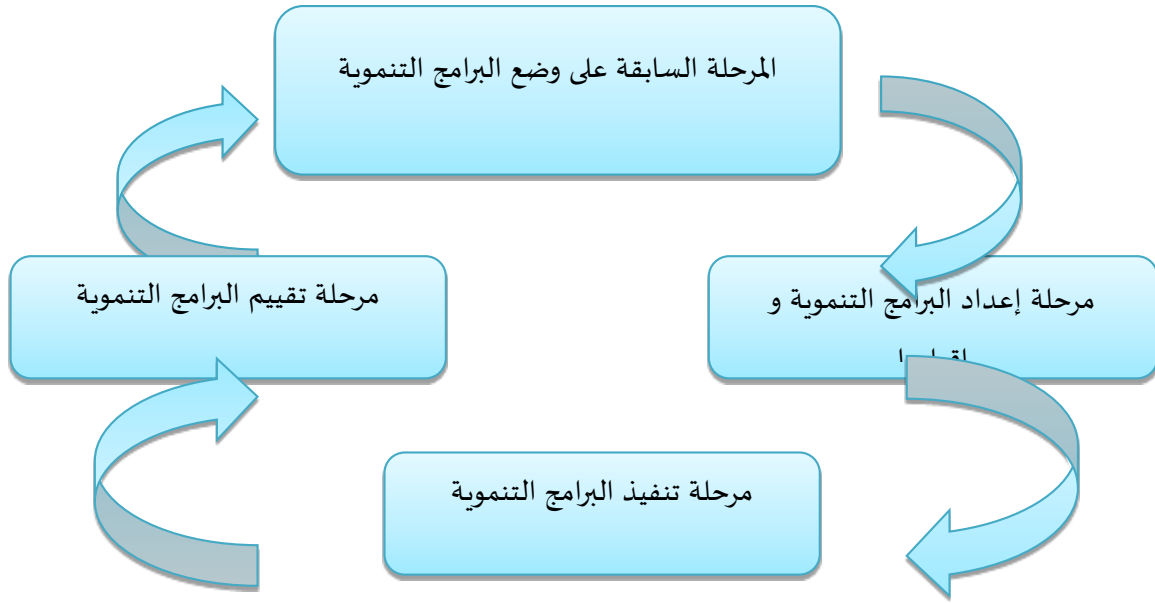 المرحلة السابقة على وضع البرامج التنموية
مرحلة إعداد البرامج التنموية و
مرحلة تنفيذ البرامج التنموية
مرحلة تقييم البرامج التنموية